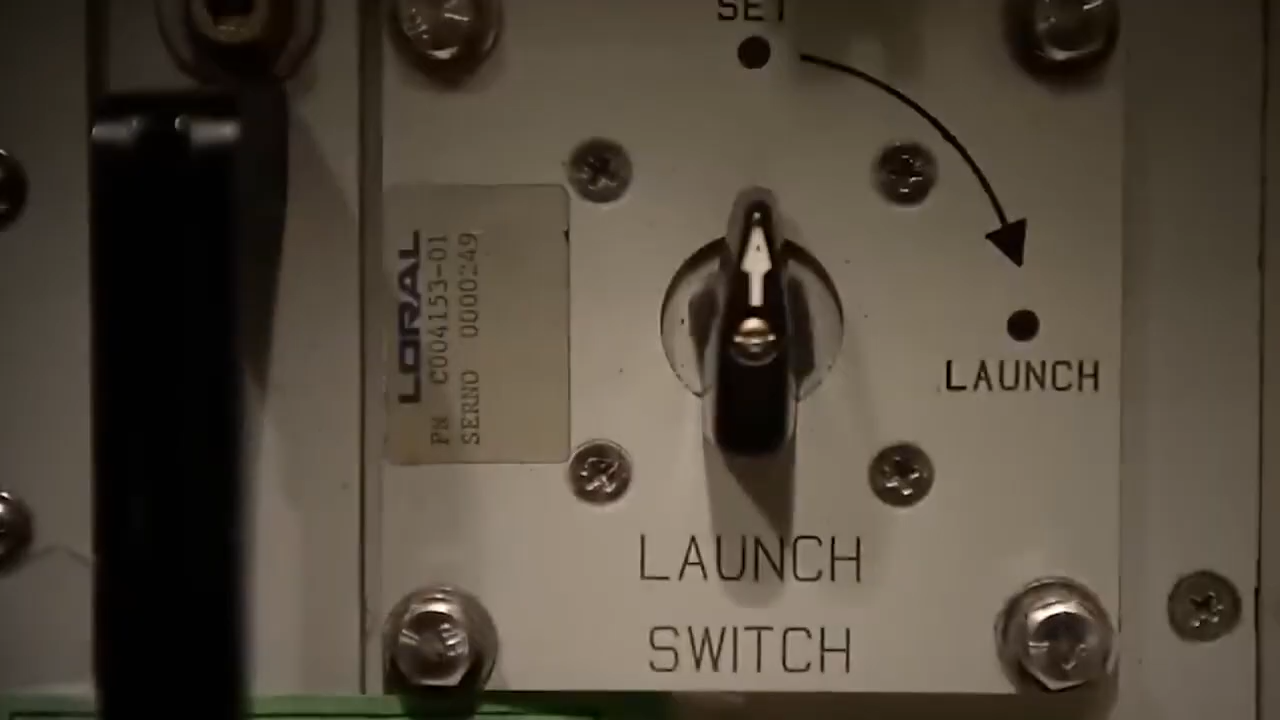 SET
LORAL
PN C004153-01
SERNO 0000249
LAUNCH
LAUNCH
SWITCH